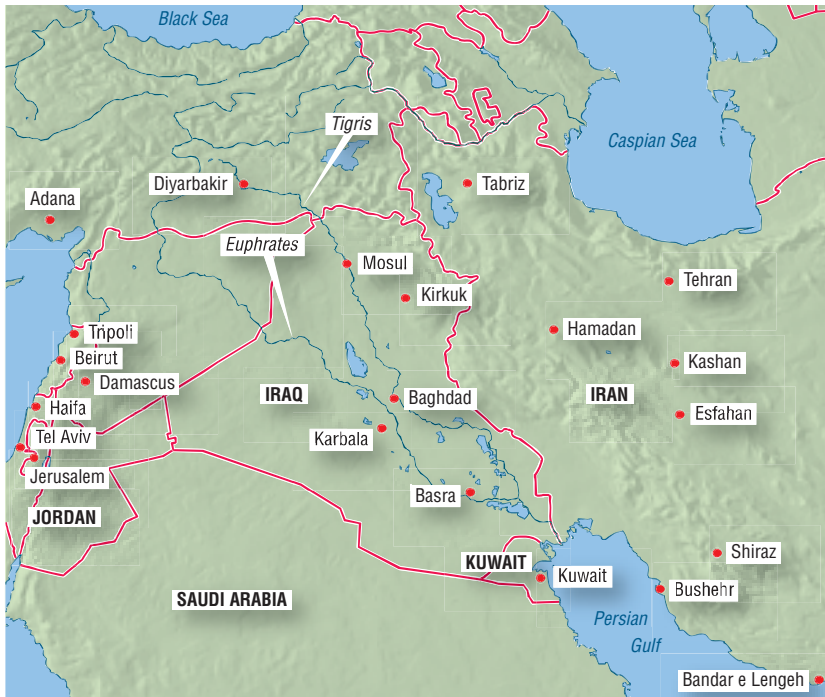 Black Sea
Tigris
Caspian Sea
Diyarbakir
Tabriz
Adana
Euphrates
Mosul
Tehran
Kirkuk
Tripoli
Hamadan
Beirut
Kashan
Damascus
IRAQ
Baghdad
IRAN
Haifa
Esfahan
Tel Aviv
Karbala
Jerusalem
Basra
JORDAN
Shiraz
KUWAIT
Kuwait
Bushehr
SAUDI ARABIA
Persian
Gulf
Bandar e Lengeh